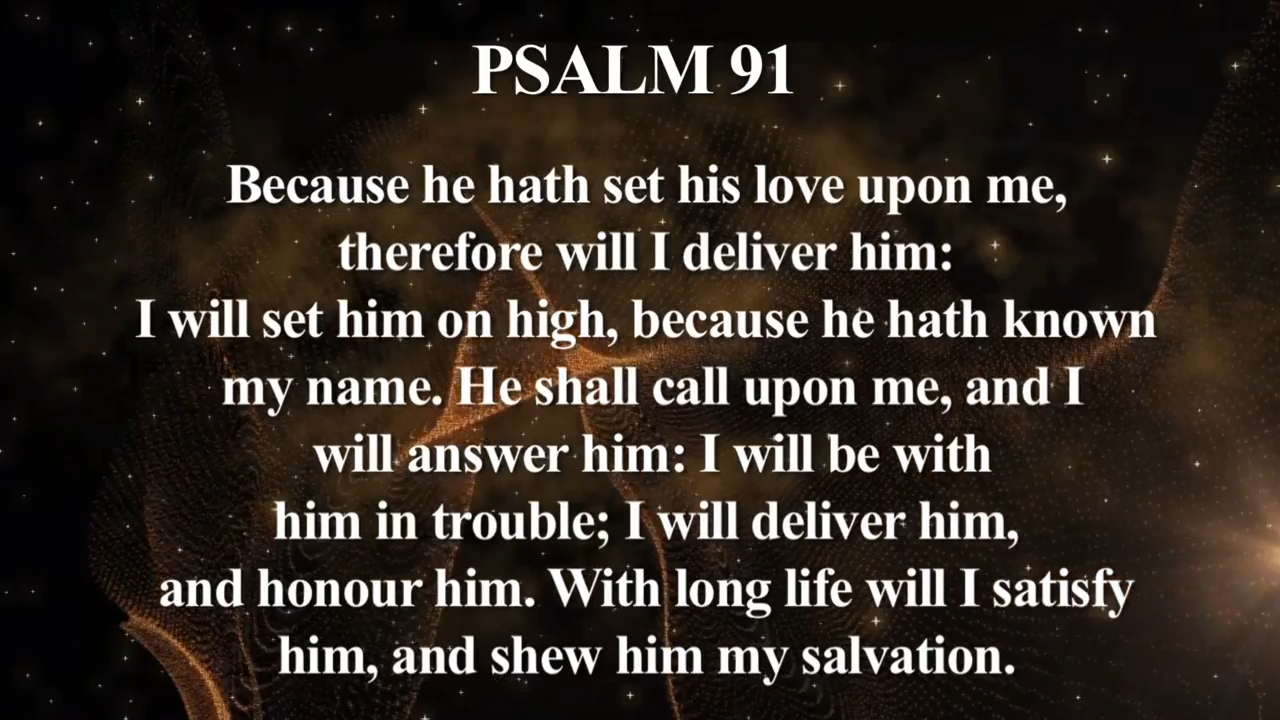 PSALM 91
Because he hath set his love upon me,
therefore will I deliver him:
I will set him on high, because he hath known
my name. He shall call upon me, and I
will answer him: I will be with
him in trouble; I will deliver him,
and honour him. With long life will I satisfy
him, and shew him my salvation.